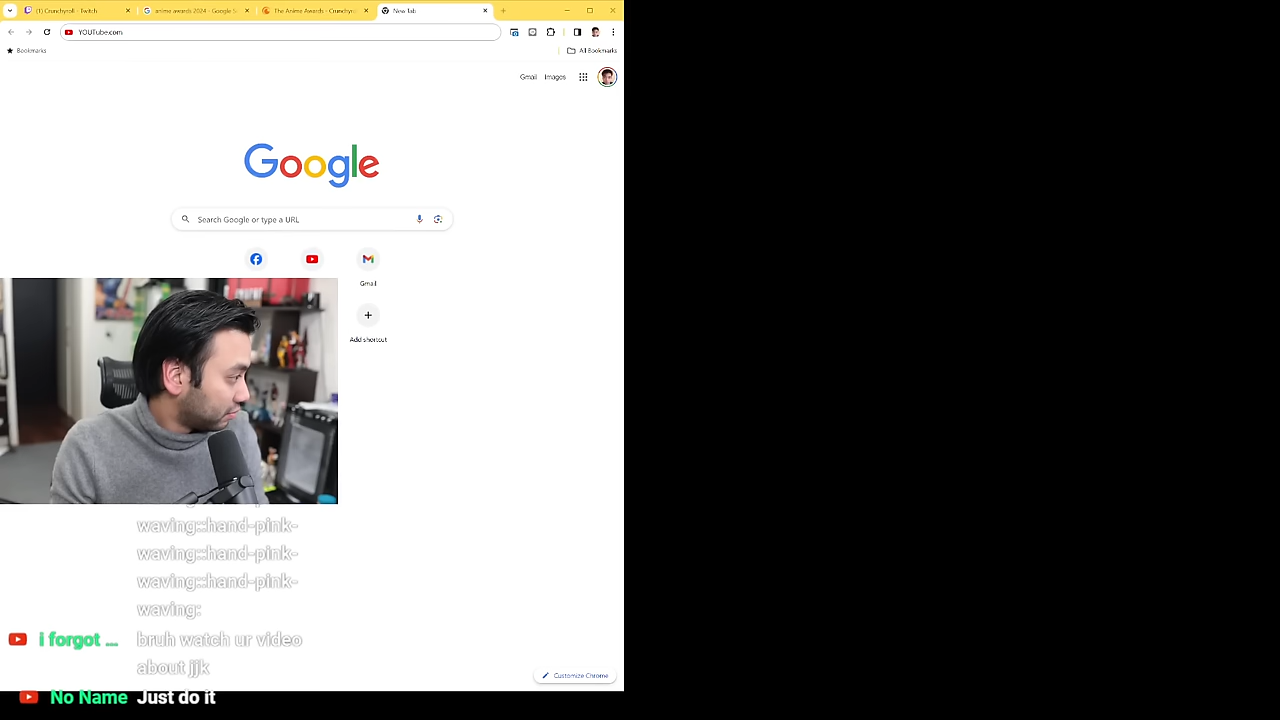 (1) Crunchyroll - Twitch
anime awards 2024 - Google Se
The Anime Awards - Crunchyro
New Tab
YOUTube.com
Bookmarks
All Bookmarks
Gmail Images
Google
Search Google or type a URL
Gmail
Add shortcut
waving::hand-pink-
waving::hand-pink-
waving::hand-pink-
waving:
i forgot ... bruh watch ur video
about jjk
Customize Chrome
No Name Just do it